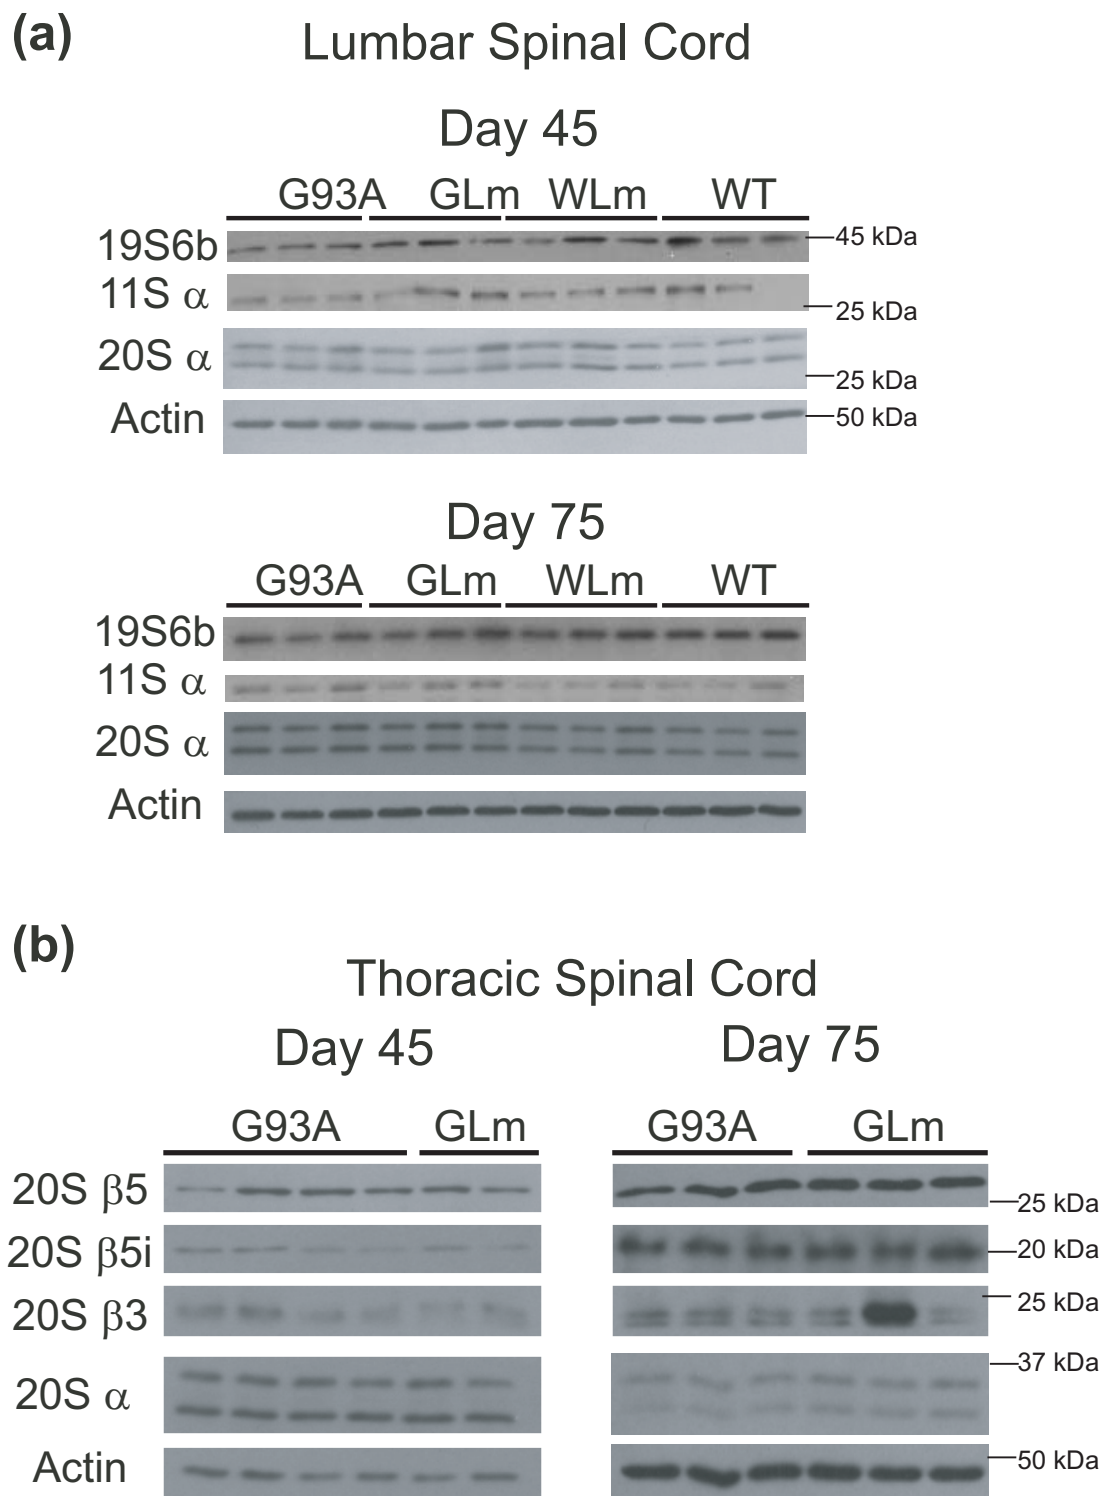 (a)
Lumbar Spinal Cord
Day 45
G93A GLm WLm WT
19S6b 45 kDa
11S α 25 kDa
20S α 25 kDa
Actin 50 kDa
Day 75
G93A GLm WLm WT
19S6b
11S α
20S α
Actin
(b)
Thoracic Spinal Cord
Day 45 Day 75
G93A GLm G93A GLm
20S β5 25 kDa
20S β5i 20 kDa
20S β3 25 kDa
20S α 37 kDa
Actin 50 kDa